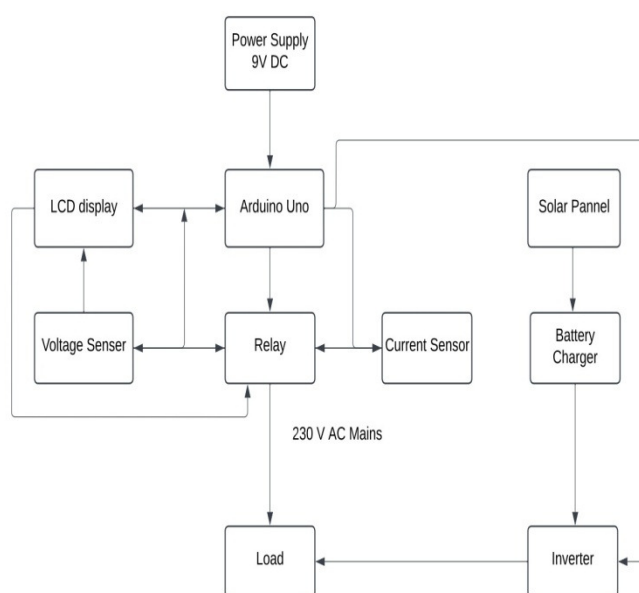 Power Supply
9V DC
LCD display
Arduino Uno
Solar Pannel
Voltage Senser
Relay
Current Sensor
Battery
Charger
230 V AC Mains
Load
Inverter